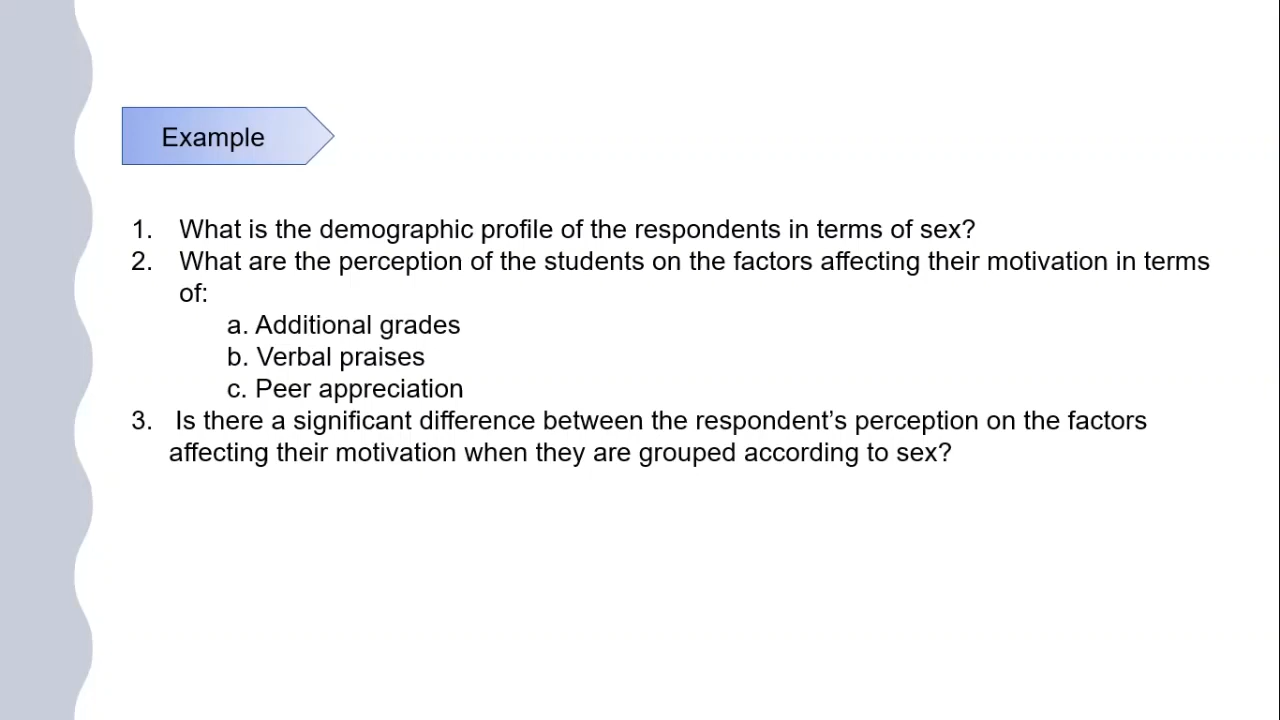 Example
1. What is the demographic profile of the respondents in terms of sex?
2. What are the perception of the students on the factors affecting their motivation in terms
of:
a. Additional grades
b. Verbal praises
c. Peer appreciation
3. Is there a significant difference between the respondent’s perception on the factors
affecting their motivation when they are grouped according to sex?